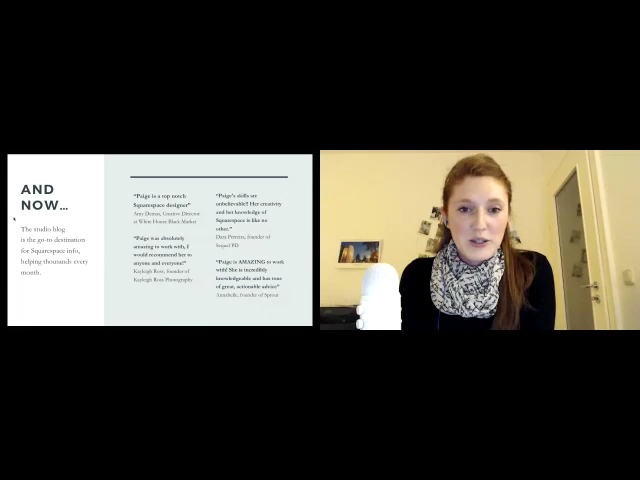 AND
NOW...
The studio blog
is the go-to destination
for Squarespace info,
helping thousands every
month.
"Paige is a top notch
Squarespace designer"
Amy Demas, Creative Director
at White House Black Market
"Paige was absolutely
amazing to work with, I
would recommend her to
anyone and everyone!"
Kayleigh Ross, founder of
Kayleigh Ross Photography
"Paige's skills are
unbelievable!! Her creativity
and her knowledge of
Squarespace is like no
other."
founder of
Sequel PD
"Paige is AMAZING to work
with! She is incredibly
knowledgeable and has tons
of great, actionable advice"
Annabelle, founder of Sprout